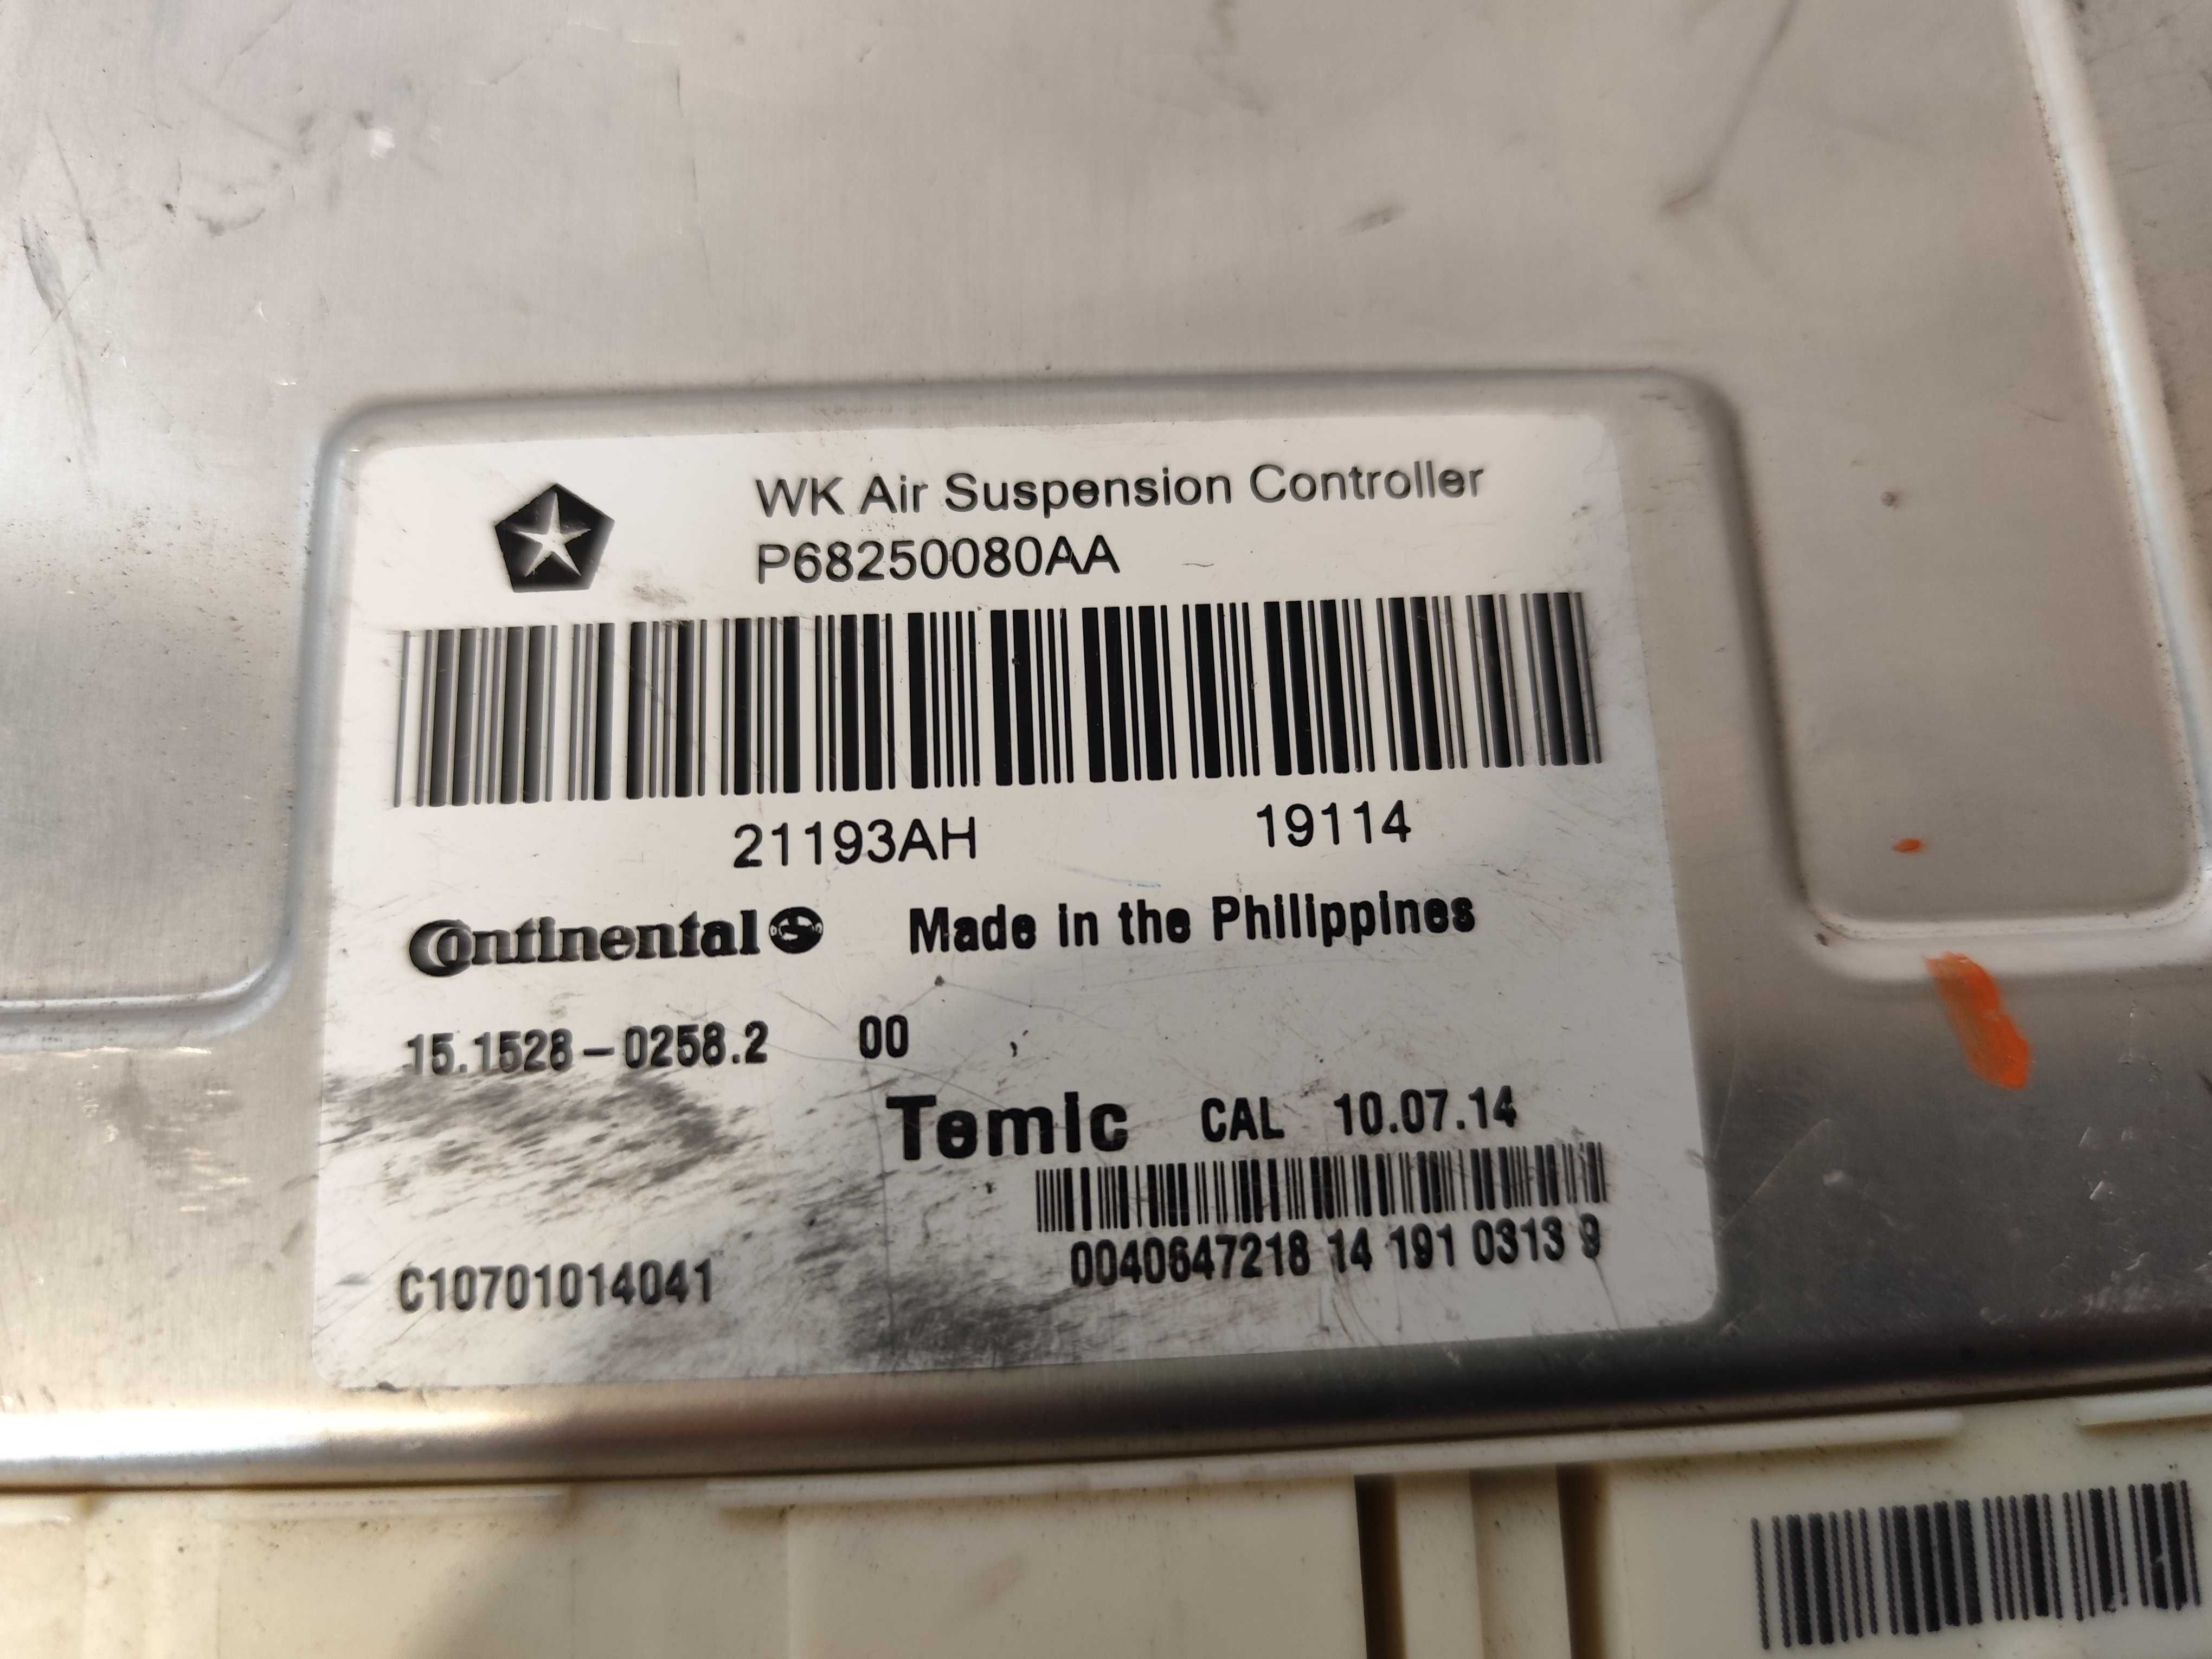 WK Air Suspension Controller
P68250080AA
21193AH 19114
Continental Made in the Philippines
15.1528-0258.2 00
Temic CAL 10.07.14
0040647218 14 191 0313 9
C10701014041